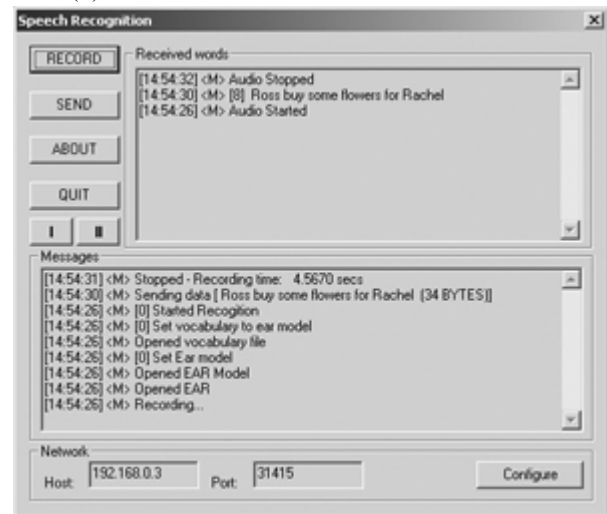 Speech Recognition
RECORD
SEND
ABOUT
QUIT
I II
Received words
[14:54:32] <M> Audio Stopped
[14:54:30] <M> [8] Ross buy some flowers for Rachel
[14:54:26] <M> Audio Started
Messages
[14:54:31] <M> Stopped - Recording time: 4.5670 secs
[14:54:30] <M> Sending data [ Ross buy some flowers for Rachel (34 BYTES)]
[14:54:26] <M> [0] Started Recogition
[14:54:26] <M> [0] Set vocabulary to ear model
[14:54:26] <M> Opened vocabulary file
[14:54:26] <M> [0] Set Ear model
[14:54:26] <M> Opened EAR Model
[14:54:26] <M> Opened EAR
[14:54:26] <M> Recording...
Network
Host: 192.168.0.3 Port: 31415 Configure